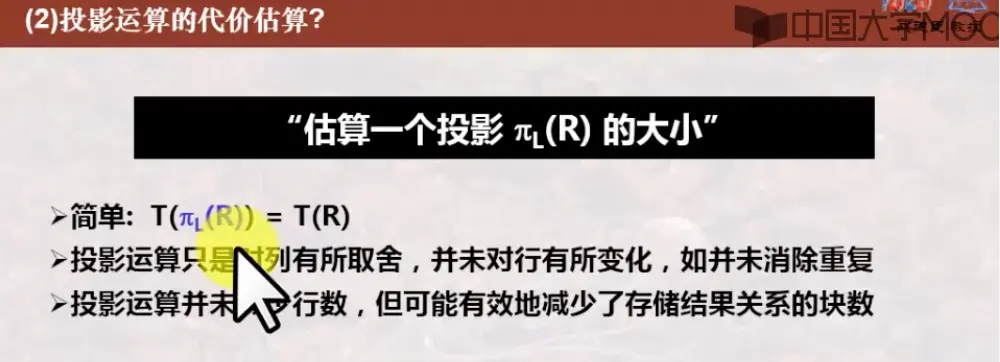 (2)投影运算的代价估算?
中国大学MOO
“估算一个投影 πL(R) 的大小”
➢简单: T(πL(R)) = T(R)
➢投影运算只是对列有所取舍，并未对行有所变化，如并未消除重复
➢投影运算并未 行数，但可能有效地减少了存储结果关系的块数